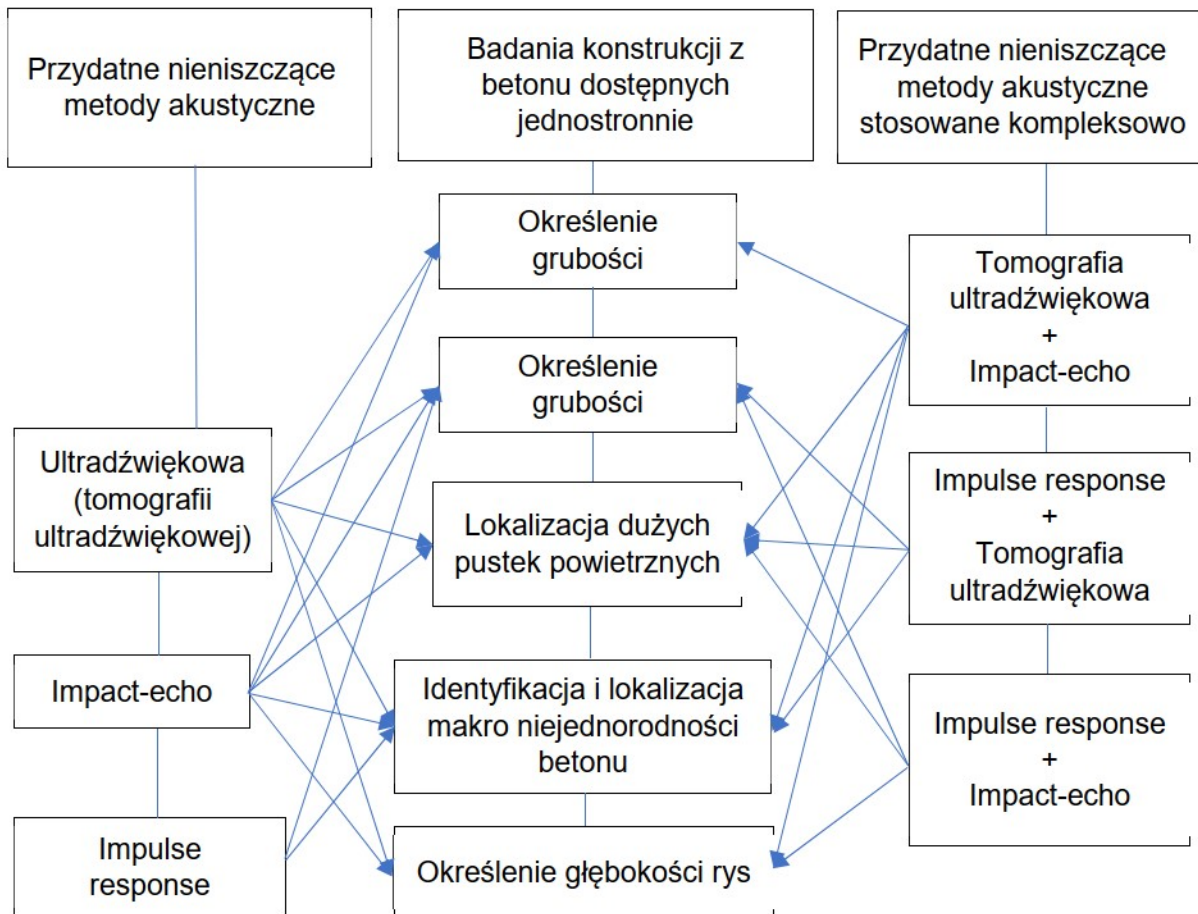 Przydatne nieniszczące
metody akustyczne
Badania konstrukcji z
betonu dostępnych
jednostronnie
Przydatne nieniszczące
metody akustyczne
stosowane kompleksowo
Określenie
grubości
Określenie
grubości
Lokalizacja dużych
pustek powietrznych
Identyfikacja i lokalizacja
makro niejednorodności
betonu
Określenie głębokości rys
Ultradźwiękowa
(tomografii
ultradźwiękowej)
Impact-echo
Impulse
response
Tomografia
ultradźwiękowa
+
Impact-echo
Impulse response
+
Tomografia
ultradźwiękowa
Impulse response
+
Impact-echo